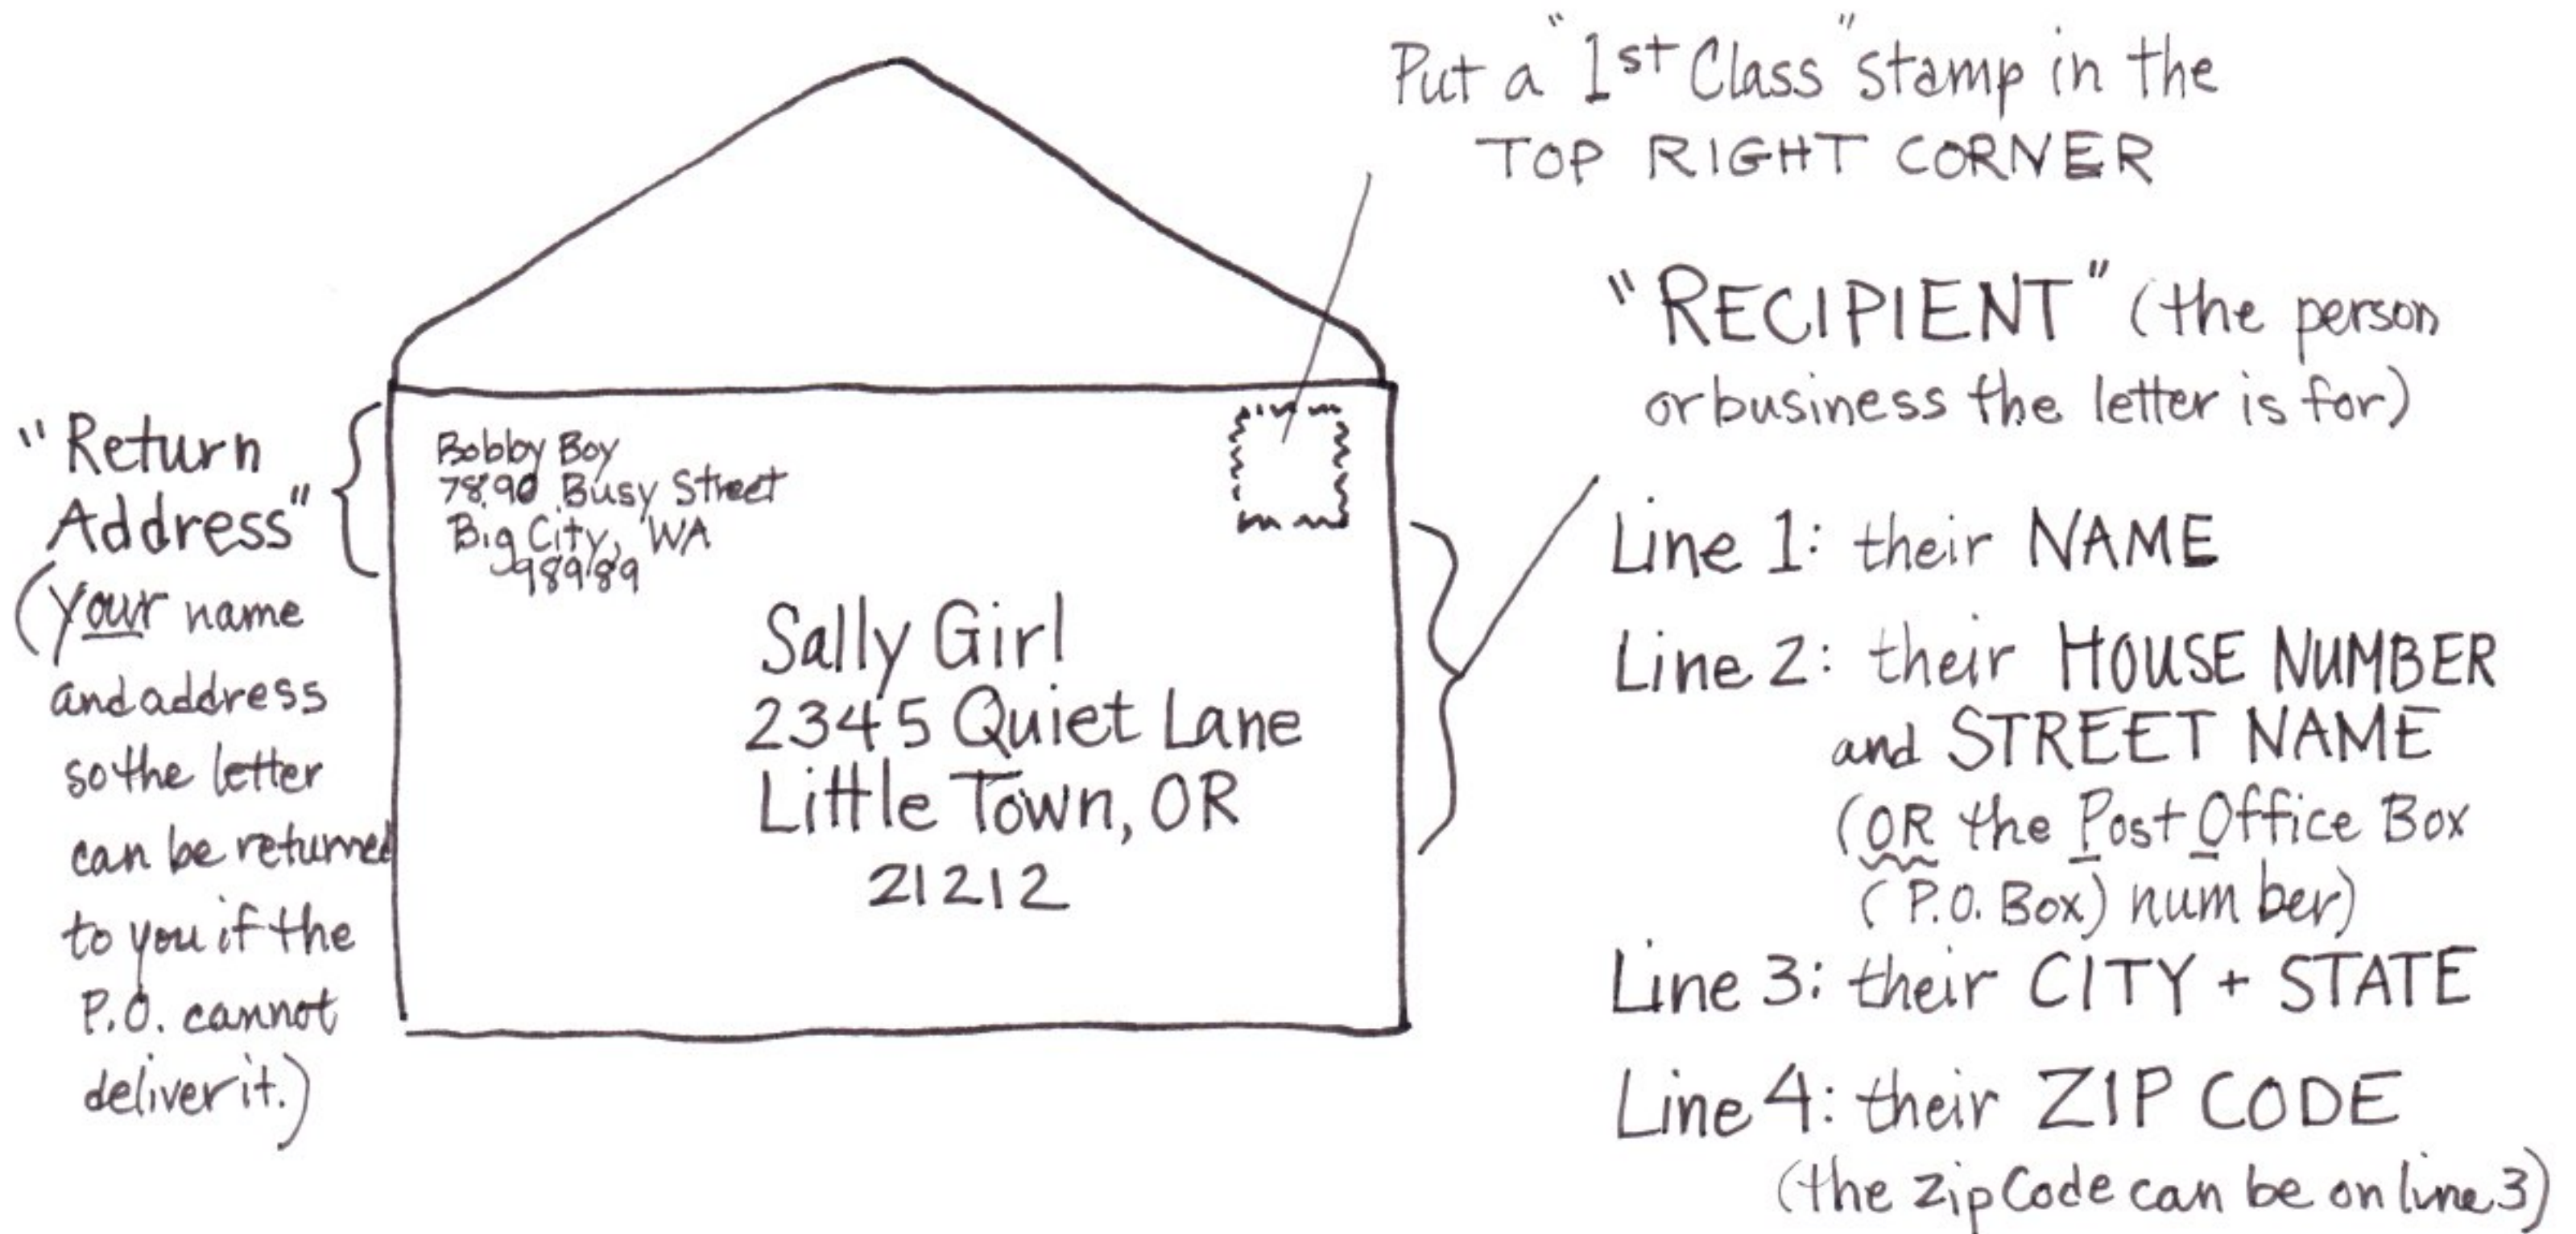 Put a "1st Class" stamp in the
TOP RIGHT CORNER
"RECIPIENT" (the person
or business the letter is for)
"Return
Address"
(your name
and address
so the letter
can be returned
to you if the
P.O. cannot
deliver it.)
Bobby Boy
7890 Busy Street
Big City, WA
98989
Sally Girl
2345 Quiet Lane
Little Town, OR
21212
Line 1: their NAME
Line 2: their HOUSE NUMBER
and STREET NAME
(OR the Post Office Box
(P.O. Box) number)
Line 3: their CITY + STATE
Line 4: their ZIP CODE
(the zip Code can be on line 3)